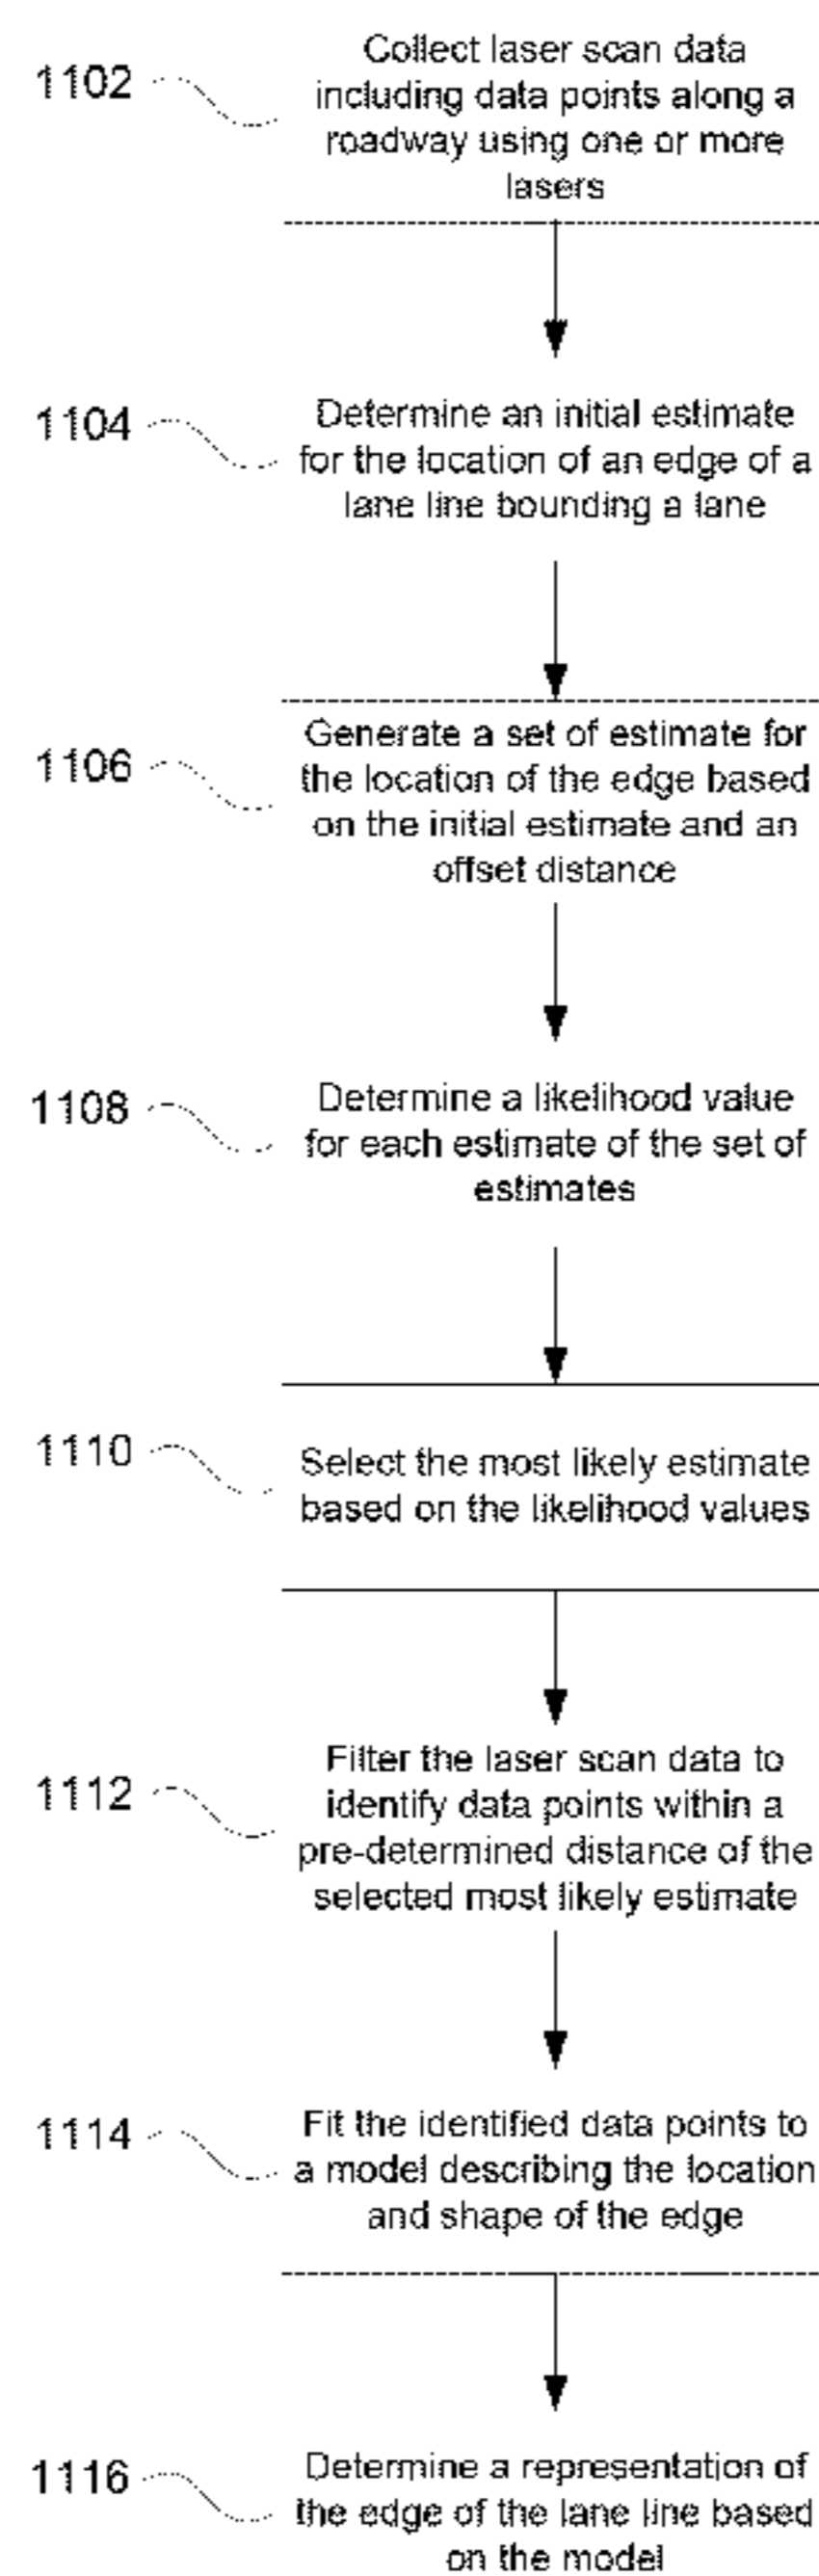 1102
Collect laser scan data
including data points along a
roadway using one or more
lasers
1104
Determine an initial estimate
for the location of an edge of a
lane line bounding a lane
1106
Generate a set of estimate for
the location of the edge based
on the initial estimate and an
offset distance
1108
Determine a likelihood value
for each estimate of the set of
estimates
1110
Select the most likely estimate
based on the likelihood values
1112
Filter the laser scan data to
identify data points within a
pre-determined distance of the
selected most likely estimate
1114
Fit the identified data points to
a model describing the location
and shape of the edge
1116
Determine a representation of
the edge of the lane line based
on the model